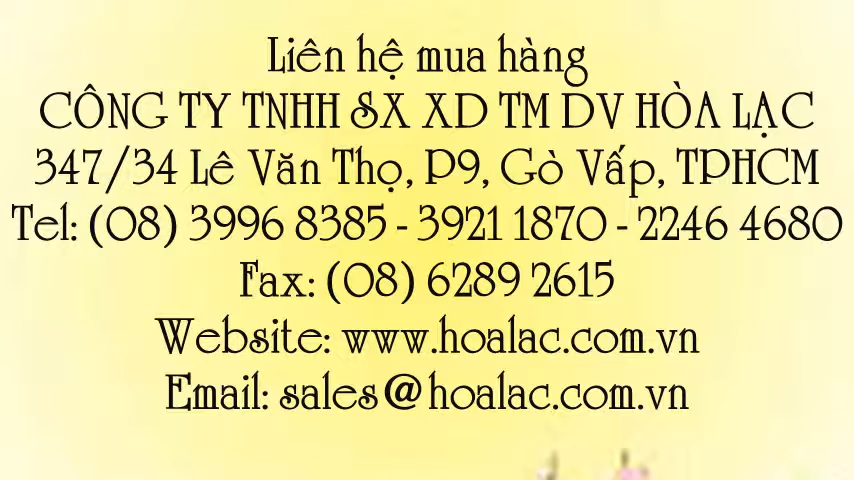 Liên hệ mua hàng
CÔNG TY TNHH SX XD TM DV HÒA LẠC
347/34 Lê Văn Thọ, P9, Gò Vấp, TPHCM
Tel: (08) 3996 8385 - 3921 1870 - 2246 4680
Fax: (08) 6289 2615
Website: www.hoalac.com.vn
Email: sales@hoalac.com.vn